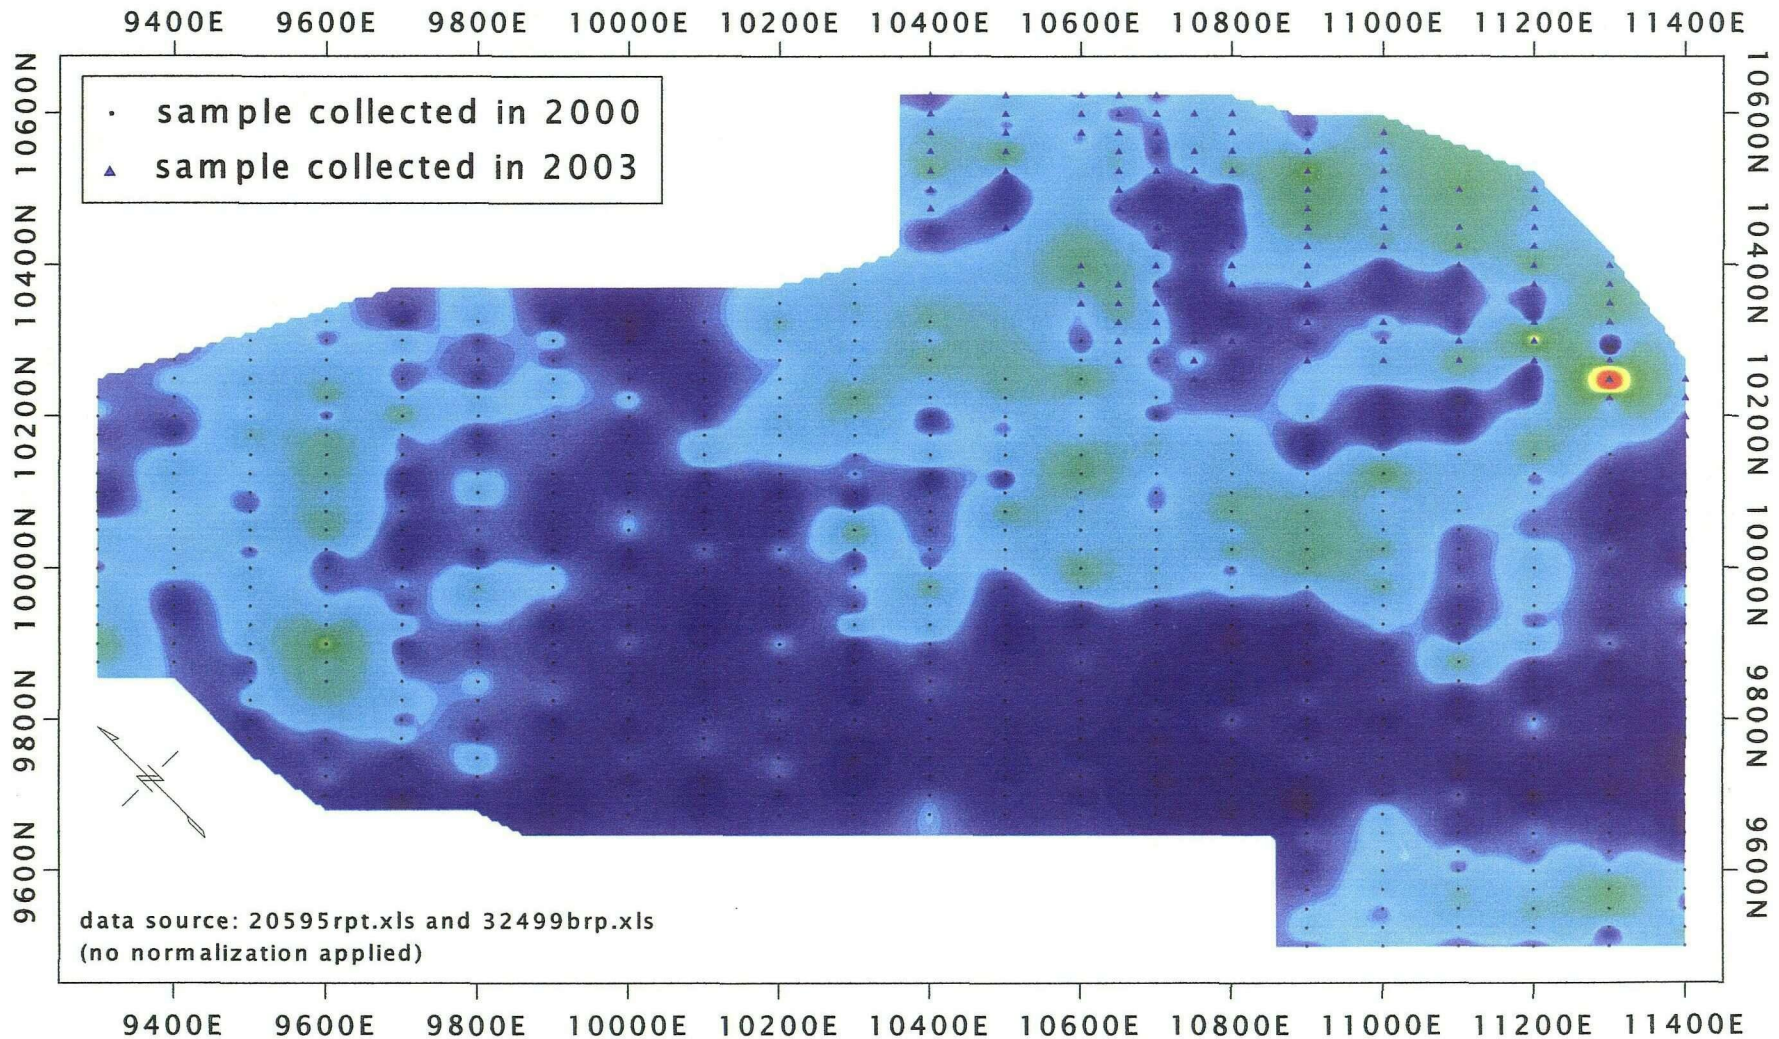 9400E 9600E 9800E 10000E 10200E 10400E 10600E 10800E 11000E 11200E 11400E
10600N
10400N
10200N
10000N
9800N
9600N
sample collected in 2000
sample collected in 2003
10600N
10400N
10200N
10000N
9800N
9600N
N
data source: 20595rpt.xls and 32499brp.xls
(no normalization applied)
9400E 9600E 9800E 10000E 10200E 10400E 10600E 10800E 11000E 11200E 11400E